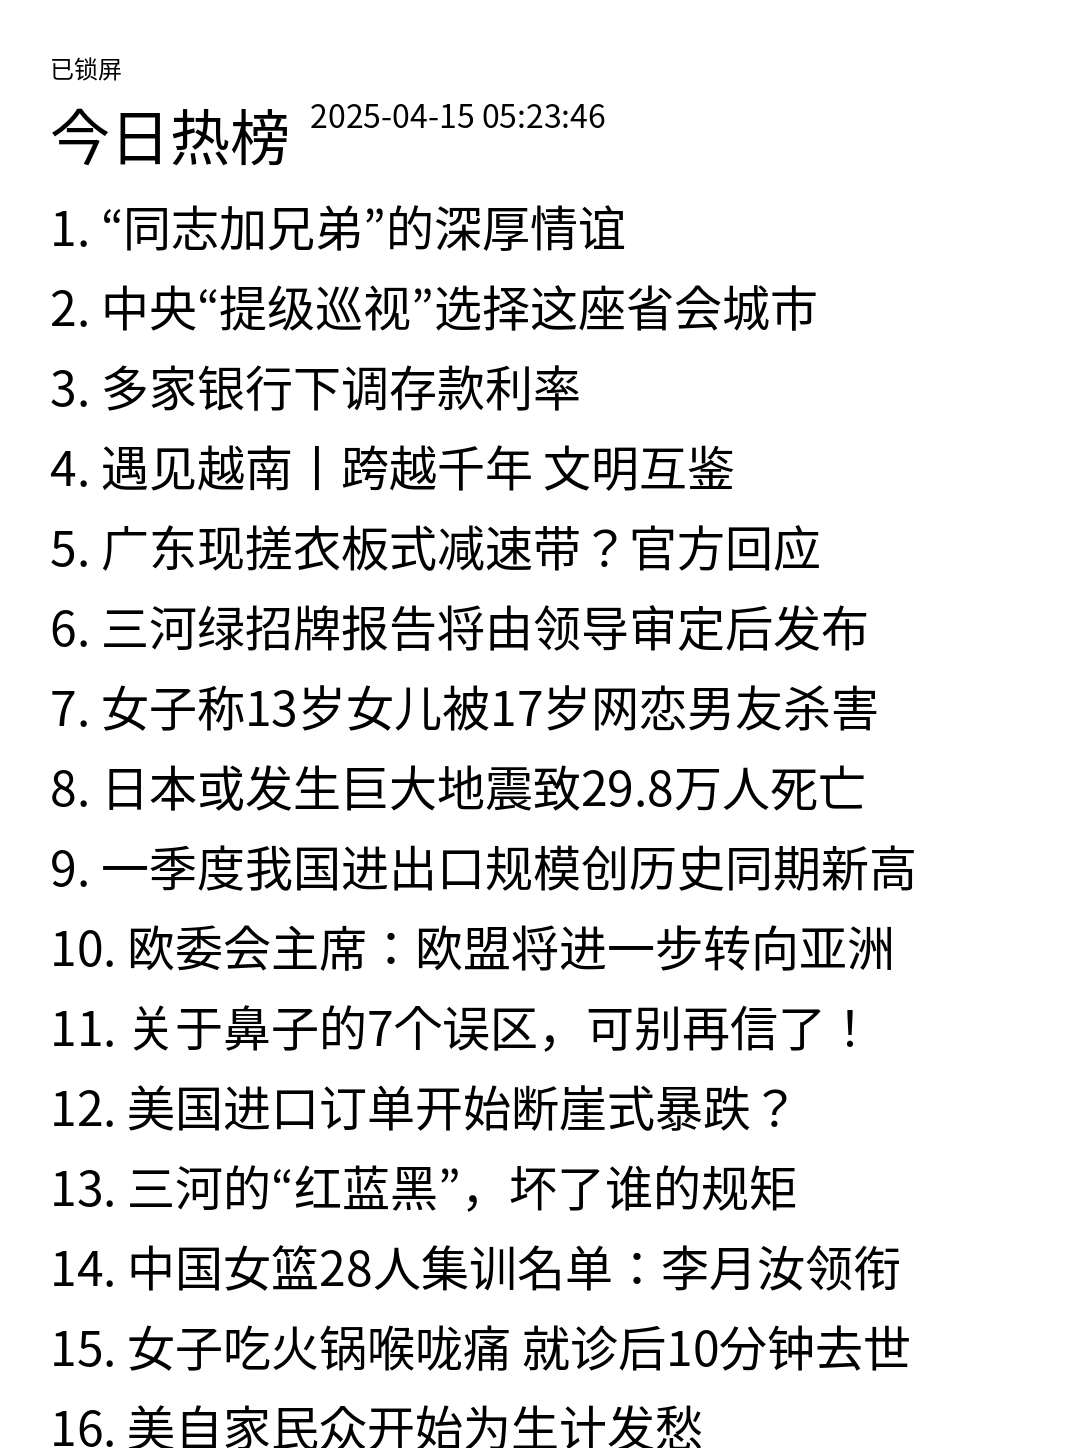 已锁屏
今日热榜 2025-04-15 05:23:46
1. “同志加兄弟”的深厚情谊
2. 中央“提级巡视”选择这座省会城市
3. 多家银行下调存款利率
4. 遇见越南丨跨越千年 文明互鉴
5. 广东现搓衣板式减速带？官方回应
6. 三河绿招牌报告将由领导审定后发布
7. 女子称13岁女儿被17岁网恋男友杀害
8. 日本或发生巨大地震致29.8万人死亡
9. 一季度我国进出口规模创历史同期新高
10. 欧委会主席：欧盟将进一步转向亚洲
11. 关于鼻子的7个误区，可别再信了！
12. 美国进口订单开始断崖式暴跌？
13. 三河的“红蓝黑”，坏了谁的规矩
14. 中国女篮28人集训名单：李月汝领衔
15. 女子吃火锅喉咙痛 就诊后10分钟去世
16. 美自家民众开始为生计发愁